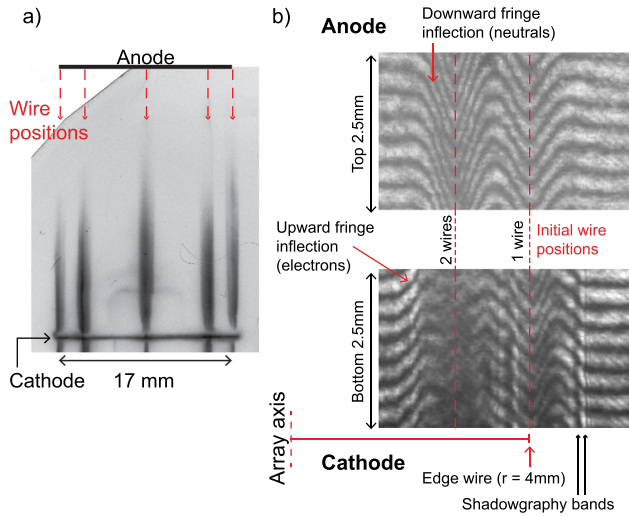 a)
Anode
Wire
positions
Cathode
17 mm
b)
Anode
Downward fringe
inflection (neutrals)
Top 2.5mm
Upward fringe
inflection
(electrons)
2 wires
1 wire
Initial wire
positions
Bottom 2.5mm
Array axis
Cathode
Edge wire (r = 4mm)
Shadowgraphy bands